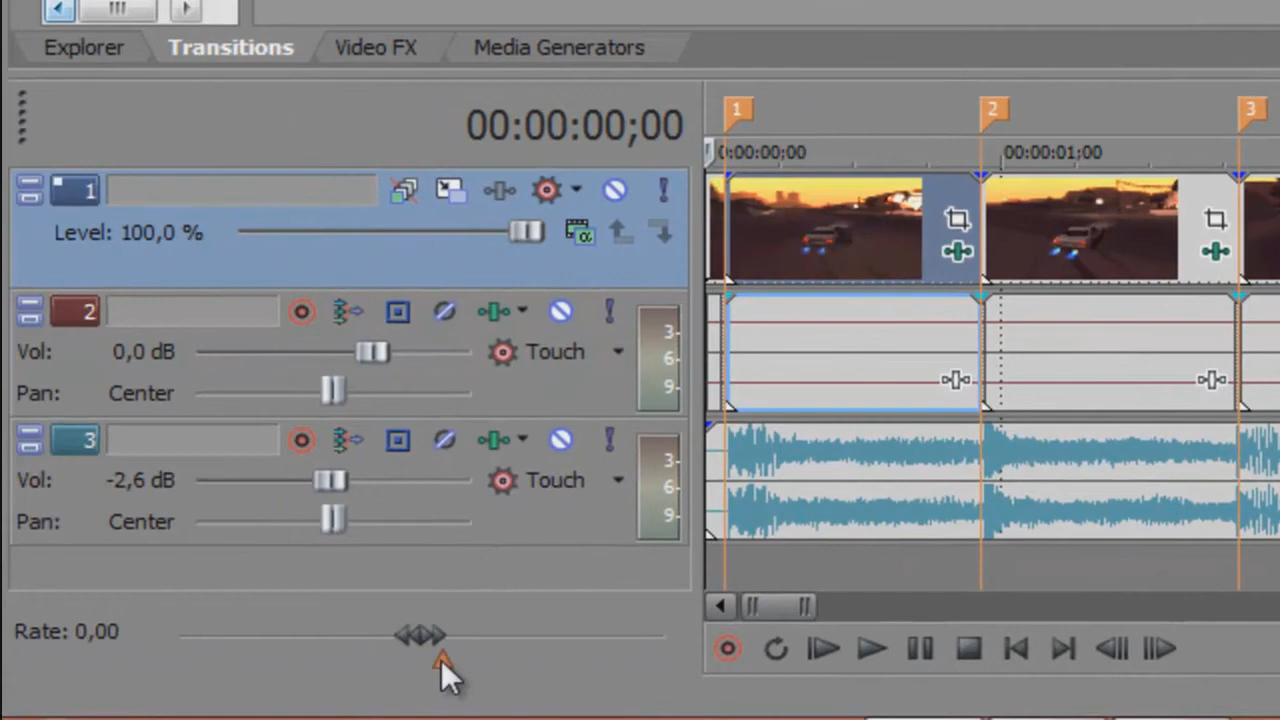 Explorer Transitions Video FX Media Generators
00:00:00;00
1 2 3
0:00:00;00 00:00:01;00
1
Level: 100,0 %
2
Vol: 0,0 dB Touch
Pan: Center
3-
6-
9-
3
Vol: -2,6 dB Touch
Pan: Center
3-
6-
9-
Rate: 0,00